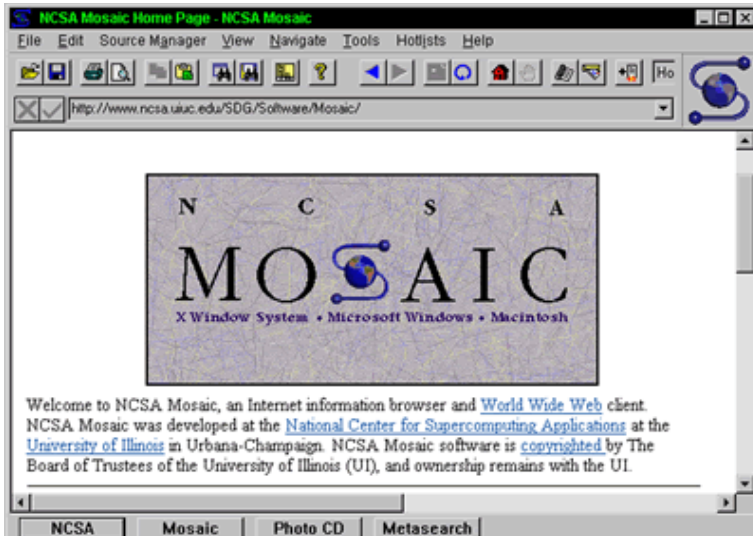 NCSA Mosaic Home Page - NCSA Mosaic
File Edit Source Manager View Navigate Tools Hotlists Help
Ho
http://www.ncsa.uiuc.edu/SDG/Software/Mosaic/
N C S A
MOSAIC
X Window System • Microsoft Windows • Macintosh
Welcome to NCSA Mosaic, an Internet information browser and World Wide Web client.
NCSA Mosaic was developed at the National Center for Supercomputing Applications at the
University of Illinois in Urbana-Champaign. NCSA Mosaic software is copyrighted by The
Board of Trustees of the University of Illinois (UI), and ownership remains with the UI.
NCSA Mosaic Photo CD Metasearch